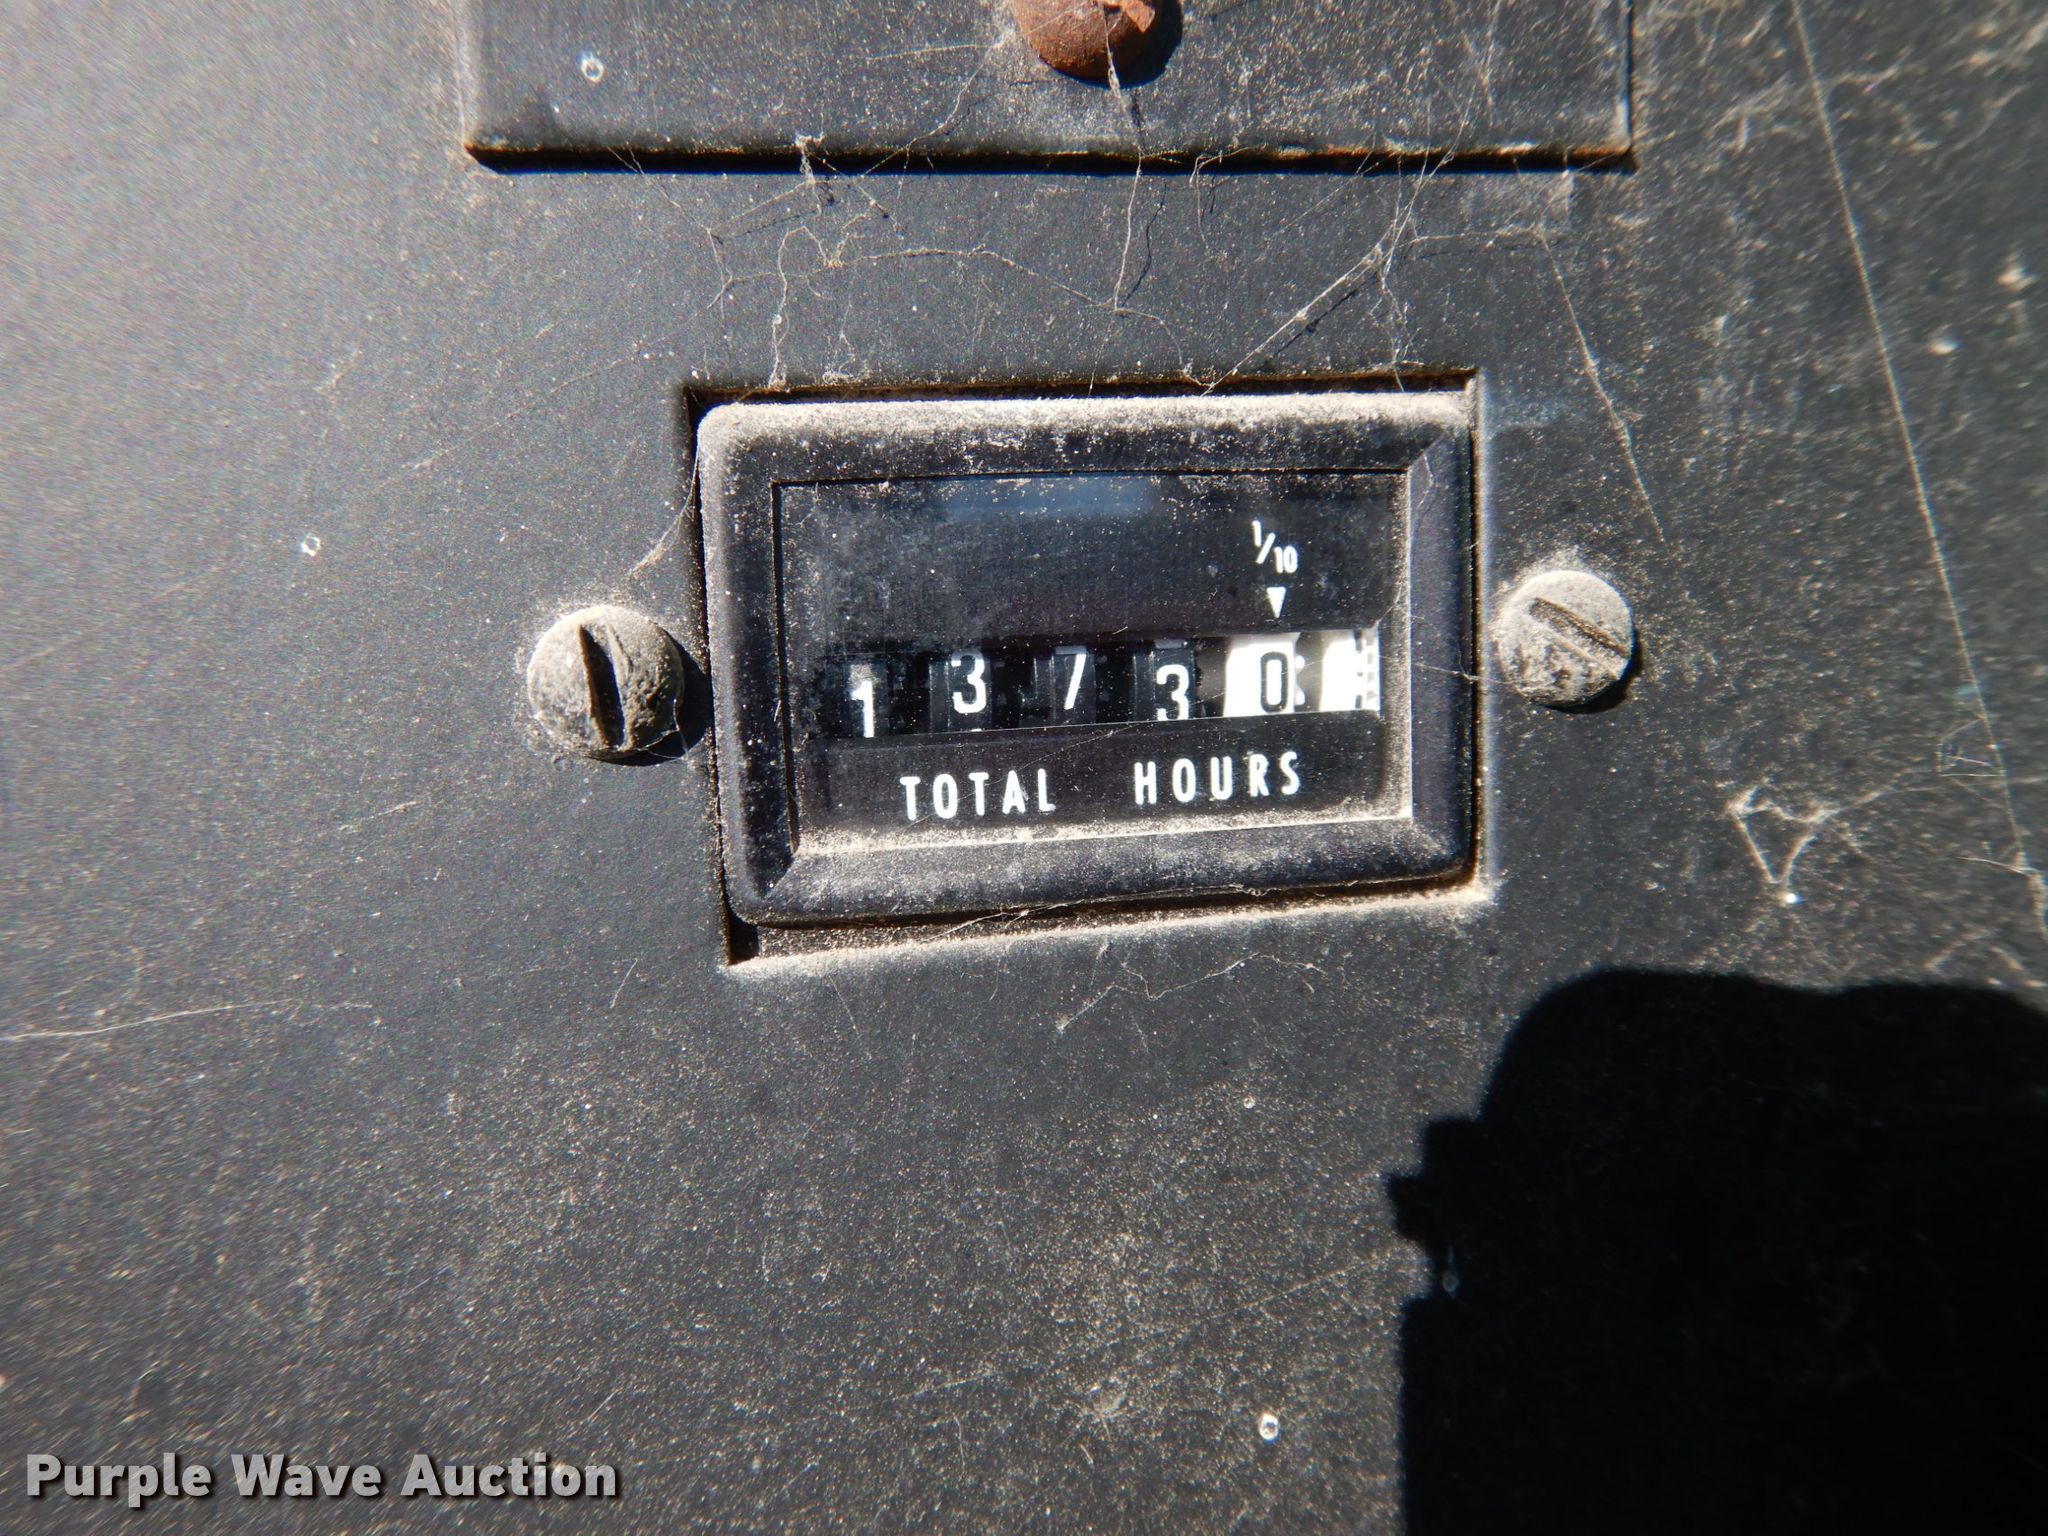 1/10
1 3 7 3 0
TOTAL HOURS
Purple Wave Auction